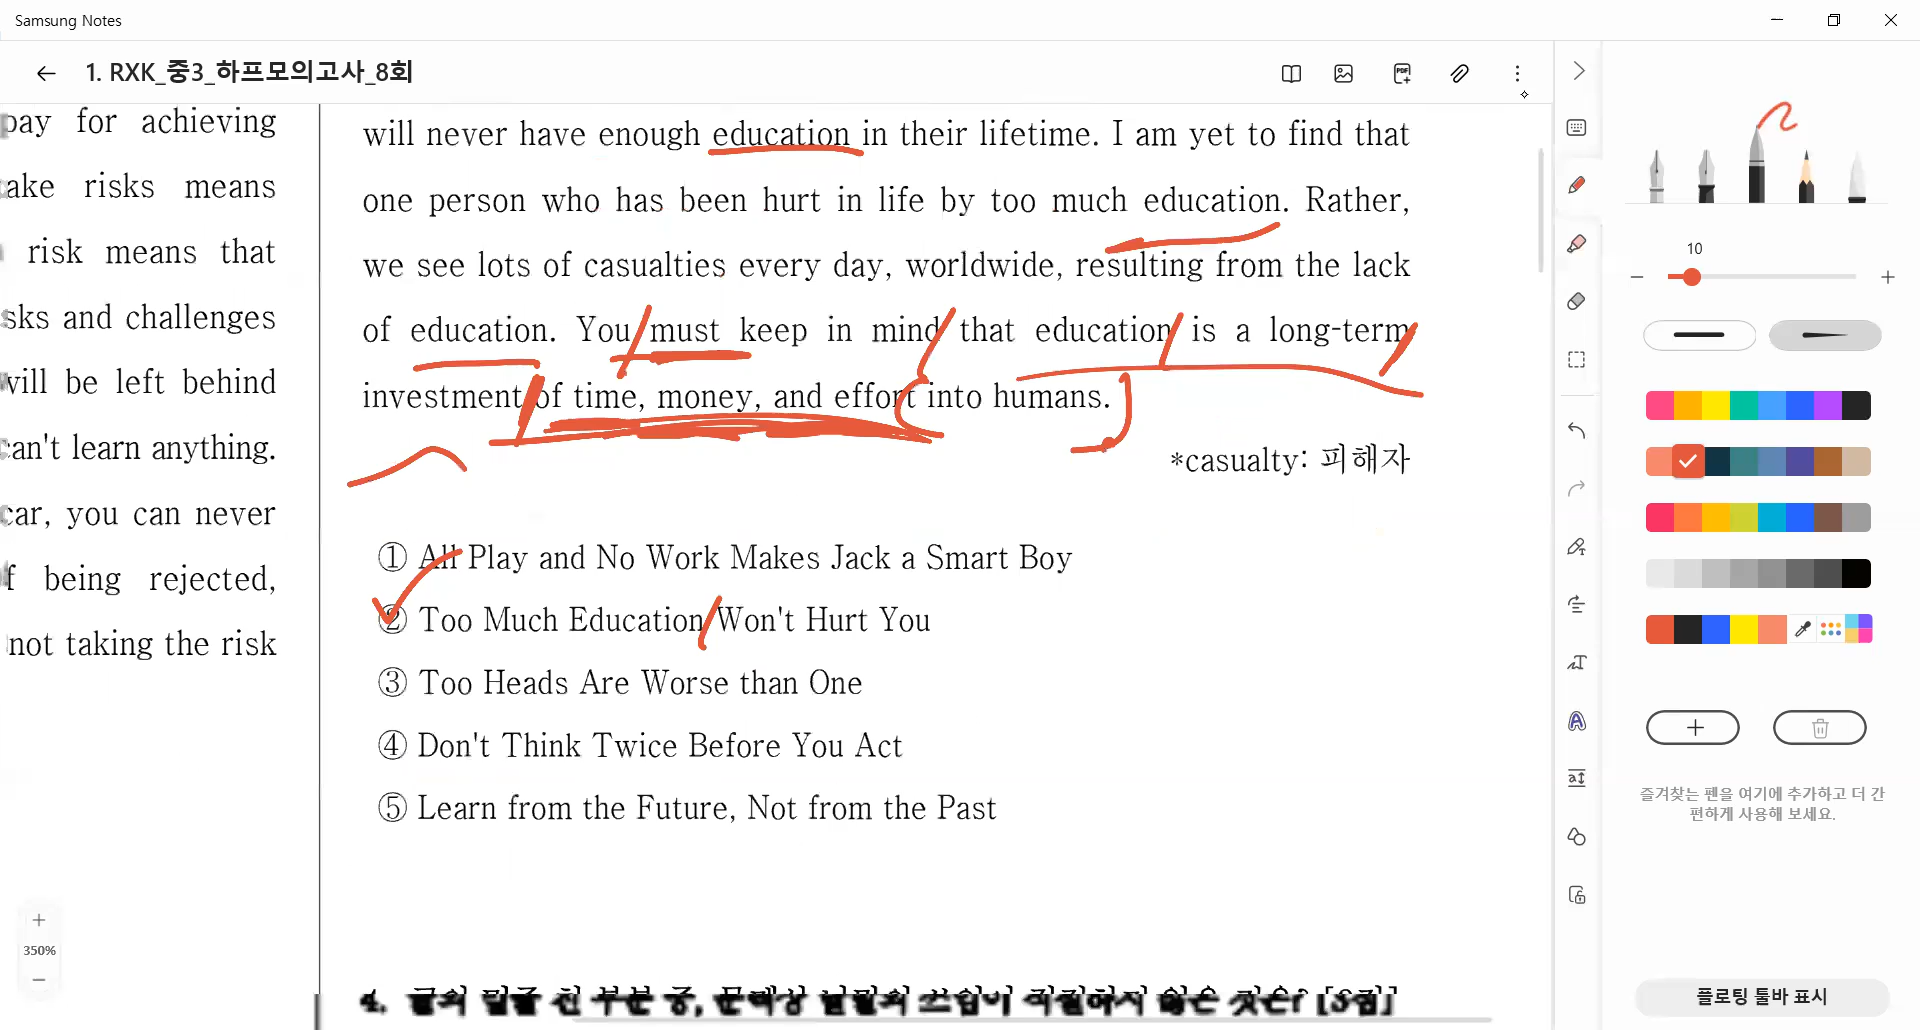 Samsung Notes
1. RXK_중3_하프모의고사_8회
pay for achieving
risks means
risk means that
and challenges
will be left behind
can't learn anything.
car, you can never
being rejected,
not taking the risk
will never have enough education in their lifetime. I am yet to find that
one person who has been hurt in life by too much education. Rather,
we see lots of casualties every day, worldwide, resulting from the lack
of education. You must keep in mind that education is a long-term
investment of time, money, and effort into humans.
*casualty: 피해자
① All Play and No Work Makes Jack a Smart Boy
② Too Much Education Won't Hurt You
③ Too Heads Are Worse than One
④ Don't Think Twice Before You Act
⑤ Learn from the Future, Not from the Past
350%
10
즐겨찾는 펜을 여기에 추가하고 더 간
편하게 사용해 보세요.
플로팅 툴바 표시